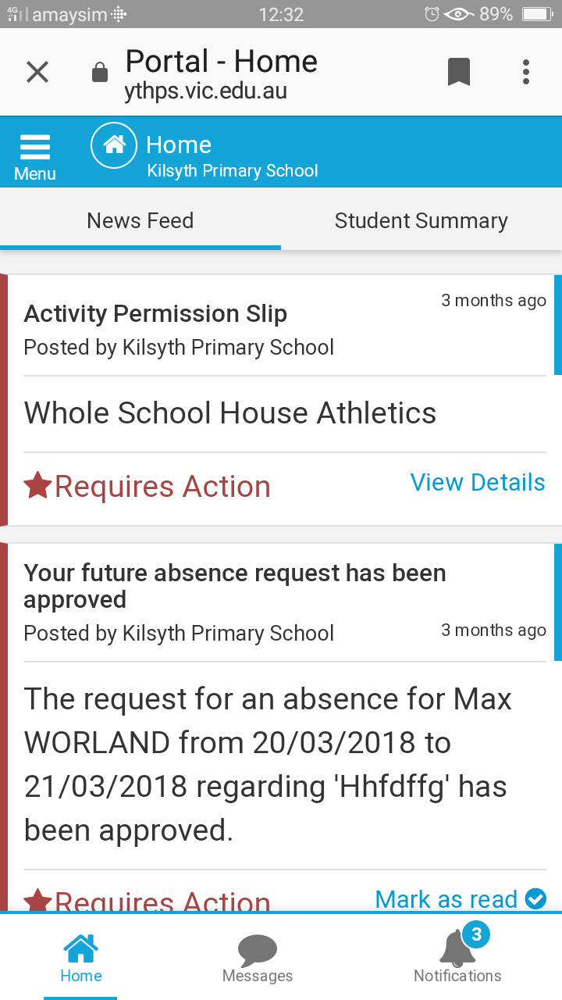 4G amaysim 12:32 89%
Portal - Home
ythps.vic.edu.au
Menu
Home
Kilsyth Primary School
News Feed Student Summary
3 months ago
Activity Permission Slip
Posted by Kilsyth Primary School
Whole School House Athletics
Requires Action View Details
Your future absence request has been
approved
Posted by Kilsyth Primary School 3 months ago
The request for an absence for Max
WORLAND from 20/03/2018 to
21/03/2018 regarding 'Hhfdffg' has
been approved.
Requires Action Mark as read
3
Home Messages Notifications